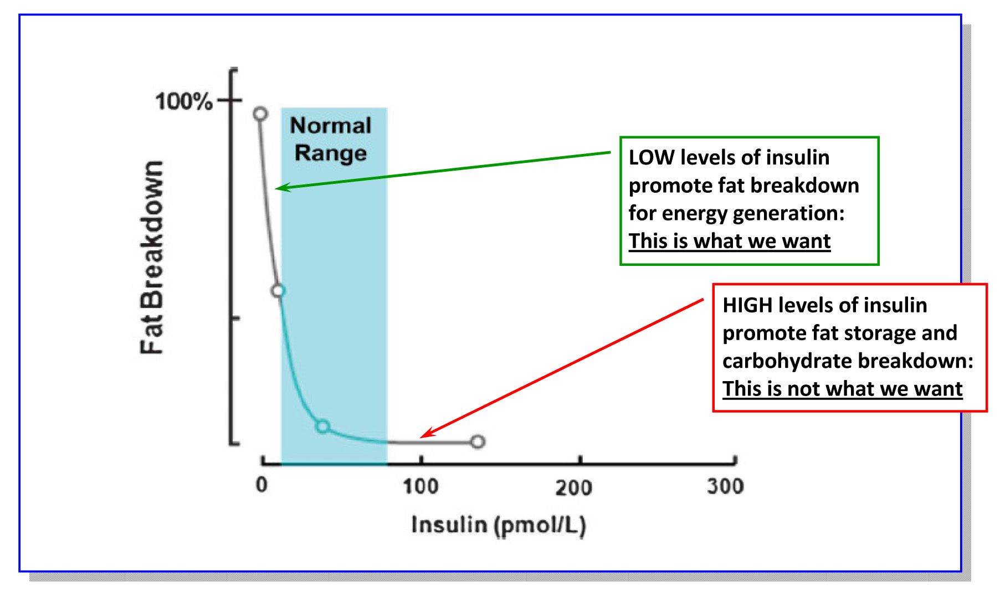 100%
Normal
Range
Fat Breakdown
LOW levels of insulin
promote fat breakdown
for energy generation:
This is what we want
HIGH levels of insulin
promote fat storage and
carbohydrate breakdown:
This is not what we want
0
100
200
300
Insulin (pmol/L)